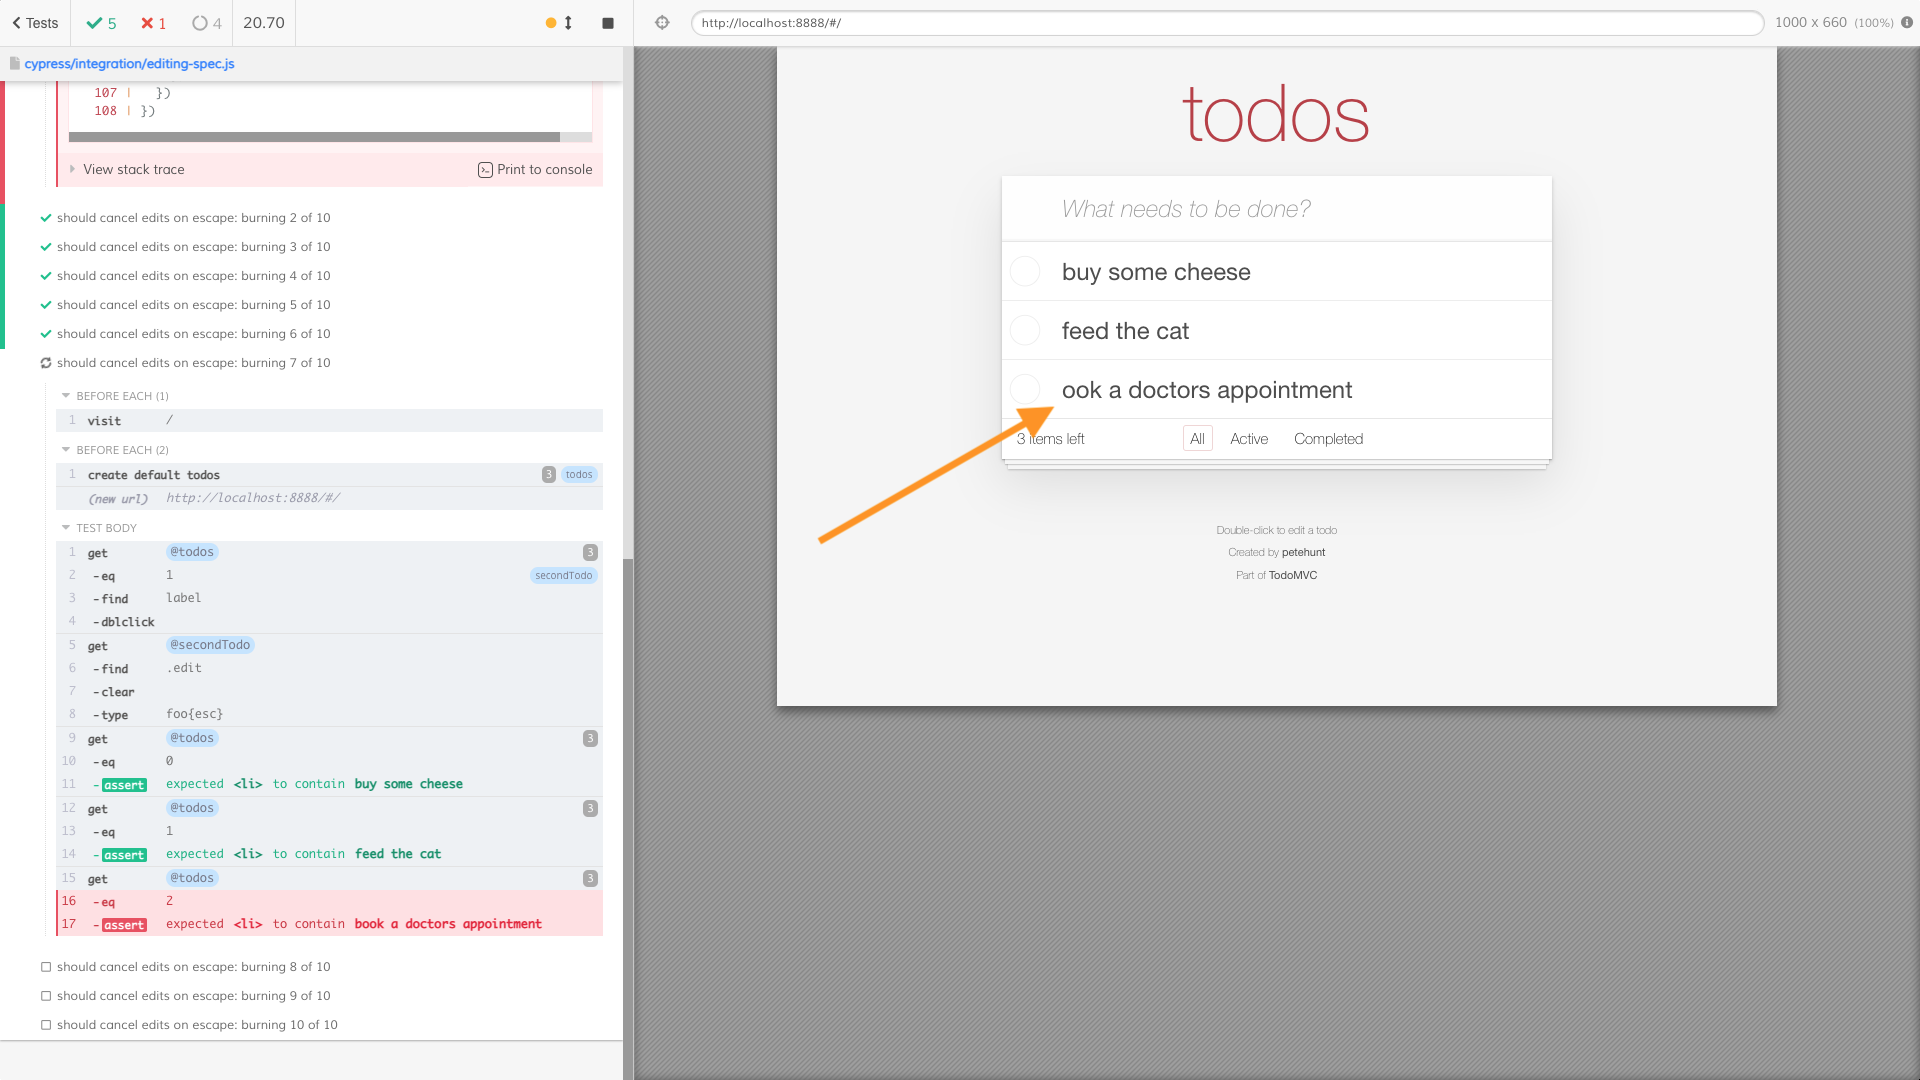 Tests 5 1 4 20.70
cypress/integration/editing-spec.js
107 | })
108 | })
View stack trace Print to console
should cancel edits on escape: burning 2 of 10
should cancel edits on escape: burning 3 of 10
should cancel edits on escape: burning 4 of 10
should cancel edits on escape: burning 5 of 10
should cancel edits on escape: burning 6 of 10
should cancel edits on escape: burning 7 of 10
BEFORE EACH (1)
1 visit /
BEFORE EACH (2)
1 create default todos 3 todos
(new url) http://localhost:8888/#/
TEST BODY
1 get @todos 3
2 -eq 1 secondTodo
3 -find label
4 -dblclick
5 get @secondTodo
6 -find .edit
7 -clear
8 -type foo{esc}
9 get @todos 3
10 -eq 0
11 -assert expected <li> to contain buy some cheese
12 get @todos 3
13 -eq 1
14 -assert expected <li> to contain feed the cat
15 get @todos 3
16 -eq 2
17 -assert expected <li> to contain book a doctors appointment
should cancel edits on escape: burning 8 of 10
should cancel edits on escape: burning 9 of 10
should cancel edits on escape: burning 10 of 10
http://localhost:8888/#/ 1000 x 660 (100%)
todos
What needs to be done?
buy some cheese
feed the cat
ook a doctors appointment
3 items left All Active Completed
Double-click to edit a todo
Created by petehunt
Part of TodoMVC